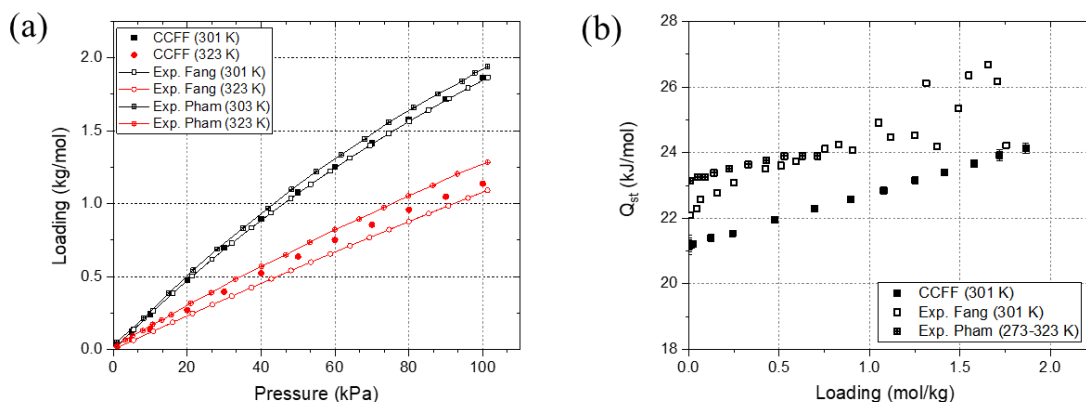 (a)
CCFF (301 K)
CCFF (323 K)
Exp. Fang (301 K)
Exp. Fang (323 K)
Exp. Pham (303 K)
Exp. Pham (323 K)
Loading (kg/mol)
2.0
1.5
1.0
0.5
0.0
0 20 40 60 80 100
Pressure (kPa)
(b)
Qst (kJ/mol)
28
26
24
22
20
18
CCFF (301 K)
Exp. Fang (301 K)
Exp. Pham (273-323 K)
0.0 0.5 1.0 1.5 2.0
Loading (mol/kg)